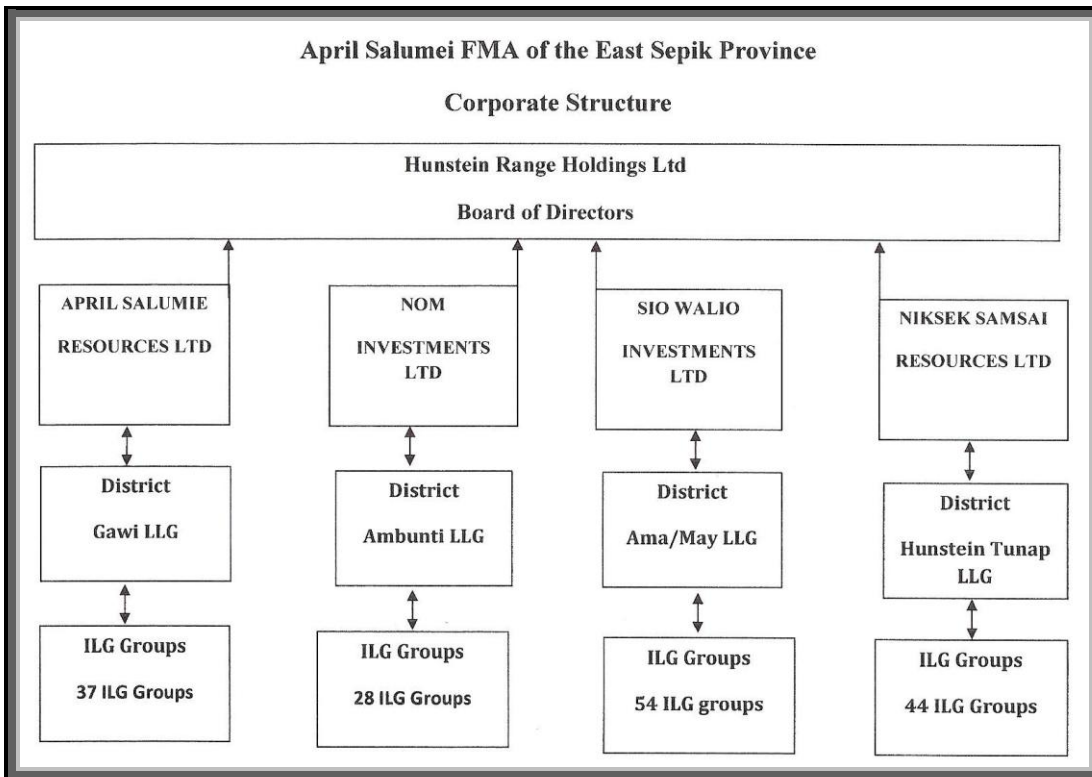 April Salumei FMA of the East Sepik Province
Corporate Structure
Hunstein Range Holdings Ltd
Board of Directors
APRIL SALUMIE
RESOURCES LTD
NOM
INVESTMENTS
LTD
SIO WALIO
INVESTMENTS
LTD
NIKSEK SAMSAI
RESOURCES LTD
District
Gawi LLG
District
Ambunti LLG
District
Ama/May LLG
District
Hunstein Tunap
LLG
ILG Groups
37 ILG Groups
ILG Groups
28 ILG Groups
ILG Groups
54 ILG groups
ILG Groups
44 ILG Groups